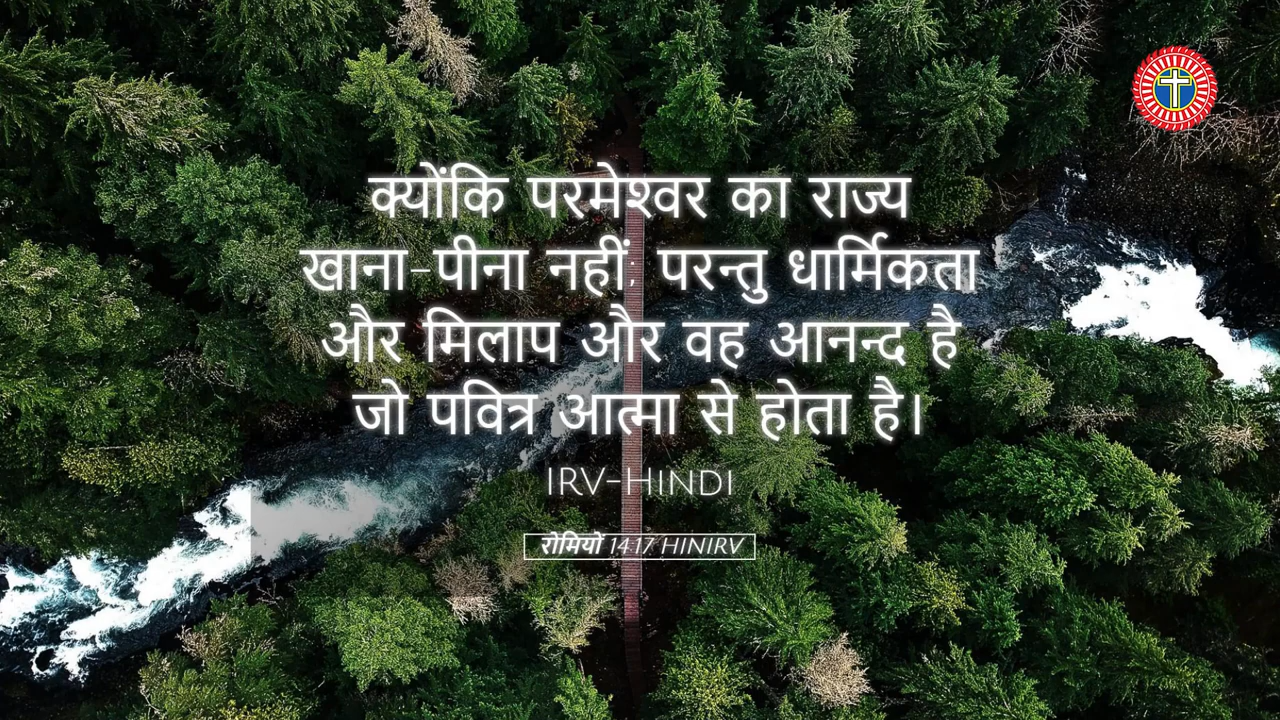 क्योंकि परमेश्वर का राज्य
खाना-पीना नहीं; परन्तु धार्मिकता
और मिलाप और वह आनन्द है
जो पवित्र आत्मा से होता है।
IRV-HINDI
रोमियों 14:17 HINIRV